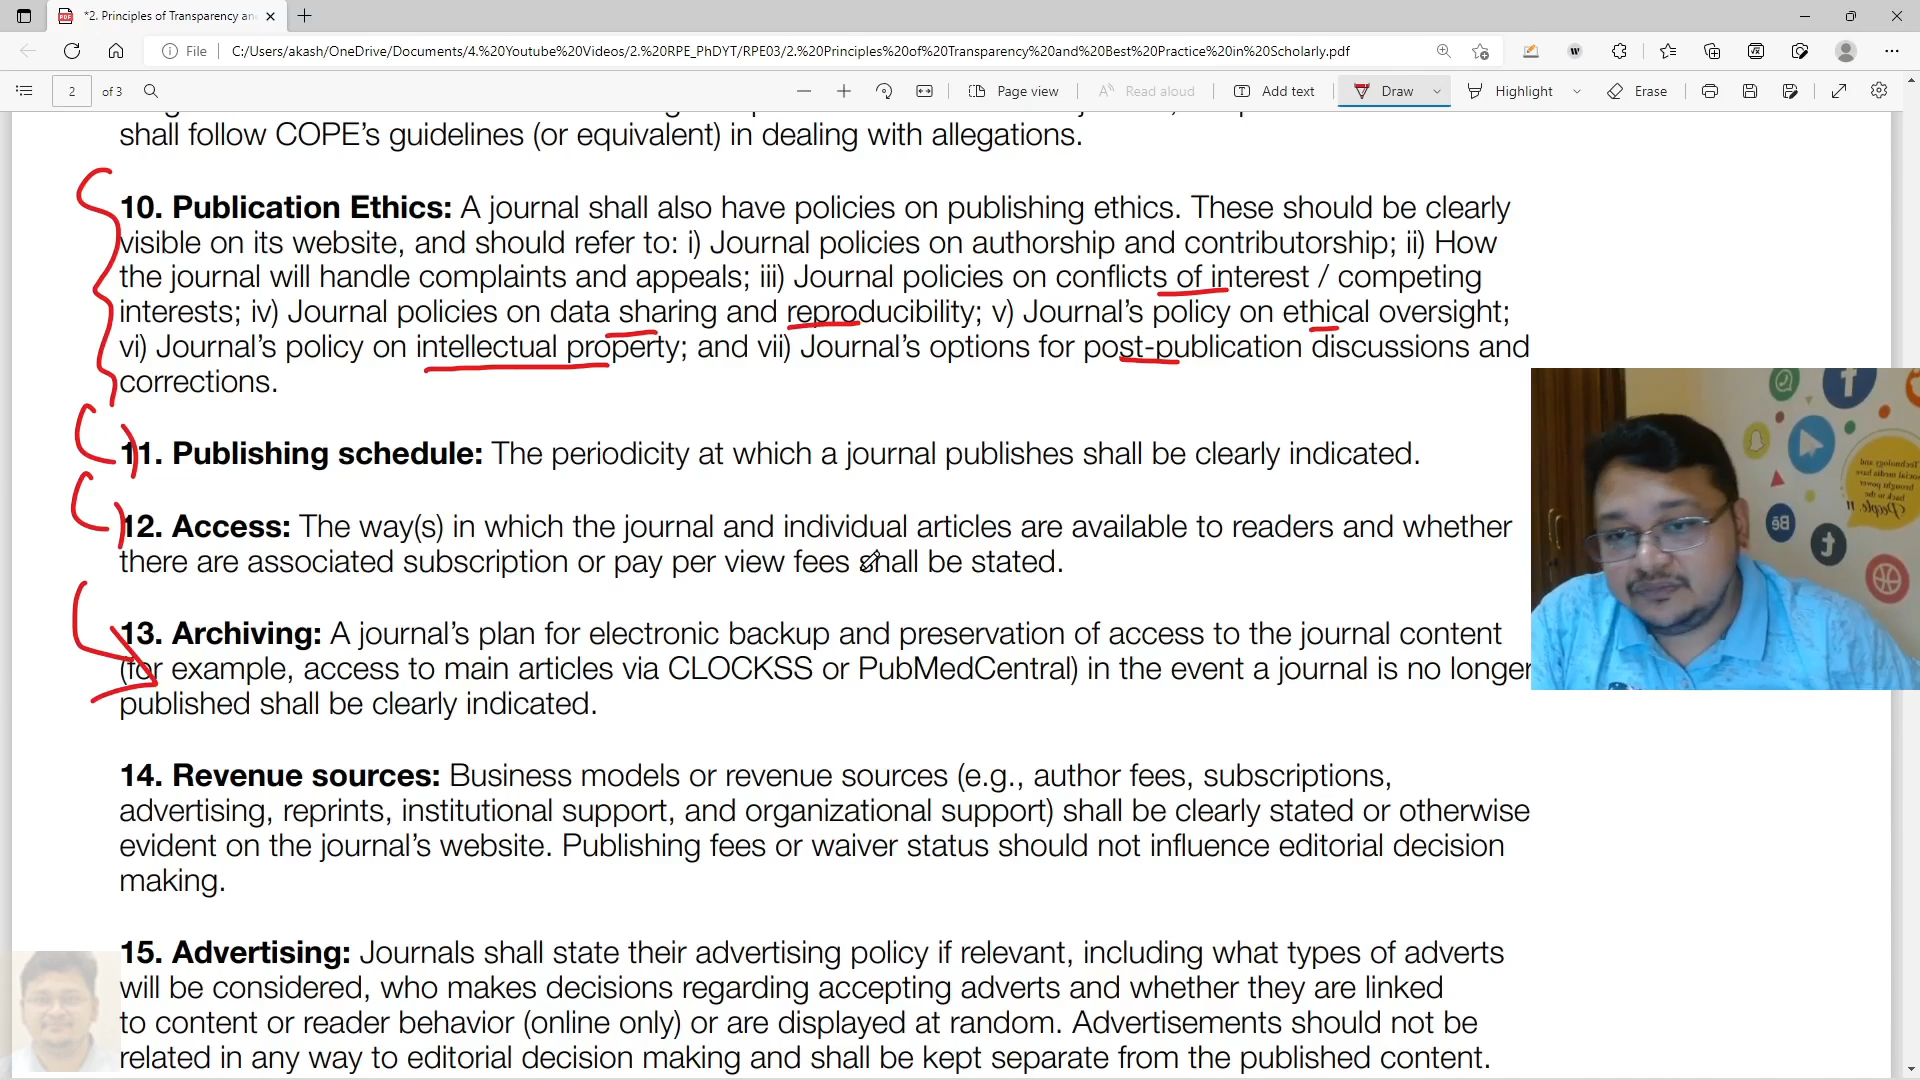 *2. Principles of Transparency an
File
C:/Users/akash/OneDrive/Documents/4.%20Youtube%20Videos/2.%20RPE_PhDYT/RPE03/2.%20Principles%20of%20Transparency%20and%20Best%20Practice%20in%20Scholarly.pdf
2 of 3
Page view
Read aloud
Add text
Draw
Highlight
Erase
shall follow COPE’s guidelines (or equivalent) in dealing with allegations.
10. Publication Ethics: A journal shall also have policies on publishing ethics. These should be clearly
visible on its website, and should refer to: i) Journal policies on authorship and contributorship; ii) How
the journal will handle complaints and appeals; iii) Journal policies on conflicts of interest / competing
interests; iv) Journal policies on data sharing and reproducibility; v) Journal’s policy on ethical oversight;
vi) Journal’s policy on intellectual property; and vii) Journal’s options for post-publication discussions and
corrections.
11. Publishing schedule: The periodicity at which a journal publishes shall be clearly indicated.
12. Access: The way(s) in which the journal and individual articles are available to readers and whether
there are associated subscription or pay per view fees shall be stated.
13. Archiving: A journal’s plan for electronic backup and preservation of access to the journal content
(for example, access to main articles via CLOCKSS or PubMedCentral) in the event a journal is no longer
published shall be clearly indicated.
14. Revenue sources: Business models or revenue sources (e.g., author fees, subscriptions,
advertising, reprints, institutional support, and organizational support) shall be clearly stated or otherwise
evident on the journal’s website. Publishing fees or waiver status should not influence editorial decision
making.
15. Advertising: Journals shall state their advertising policy if relevant, including what types of adverts
will be considered, who makes decisions regarding accepting adverts and whether they are linked
to content or reader behavior (online only) or are displayed at random. Advertisements should not be
related in any way to editorial decision making and shall be kept separate from the published content.
Technology
and
social media
have
brought
power
back to the
People.
Bē